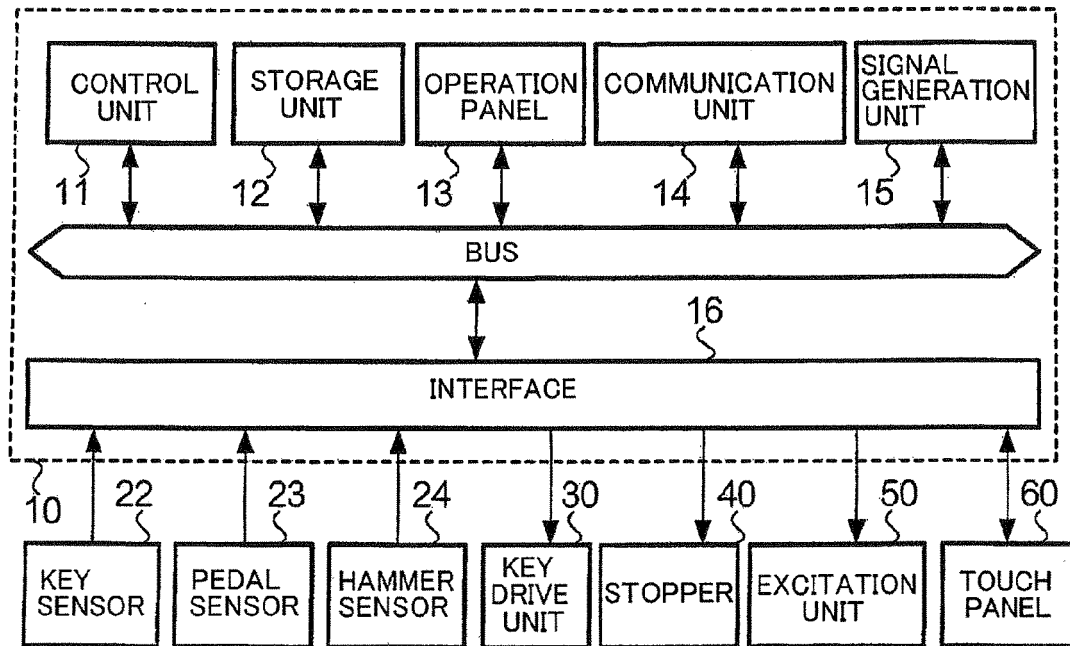 CONTROL
UNIT
STORAGE
UNIT
OPERATION
PANEL
COMMUNICATION
UNIT
SIGNAL
GENERATION
UNIT
11
12
13
14
15
BUS
16
INTERFACE
10
22
23
24
30
40
50
60
KEY
SENSOR
PEDAL
SENSOR
HAMMER
SENSOR
KEY
DRIVE
UNIT
STOPPER
EXCITATION
UNIT
TOUCH
PANEL